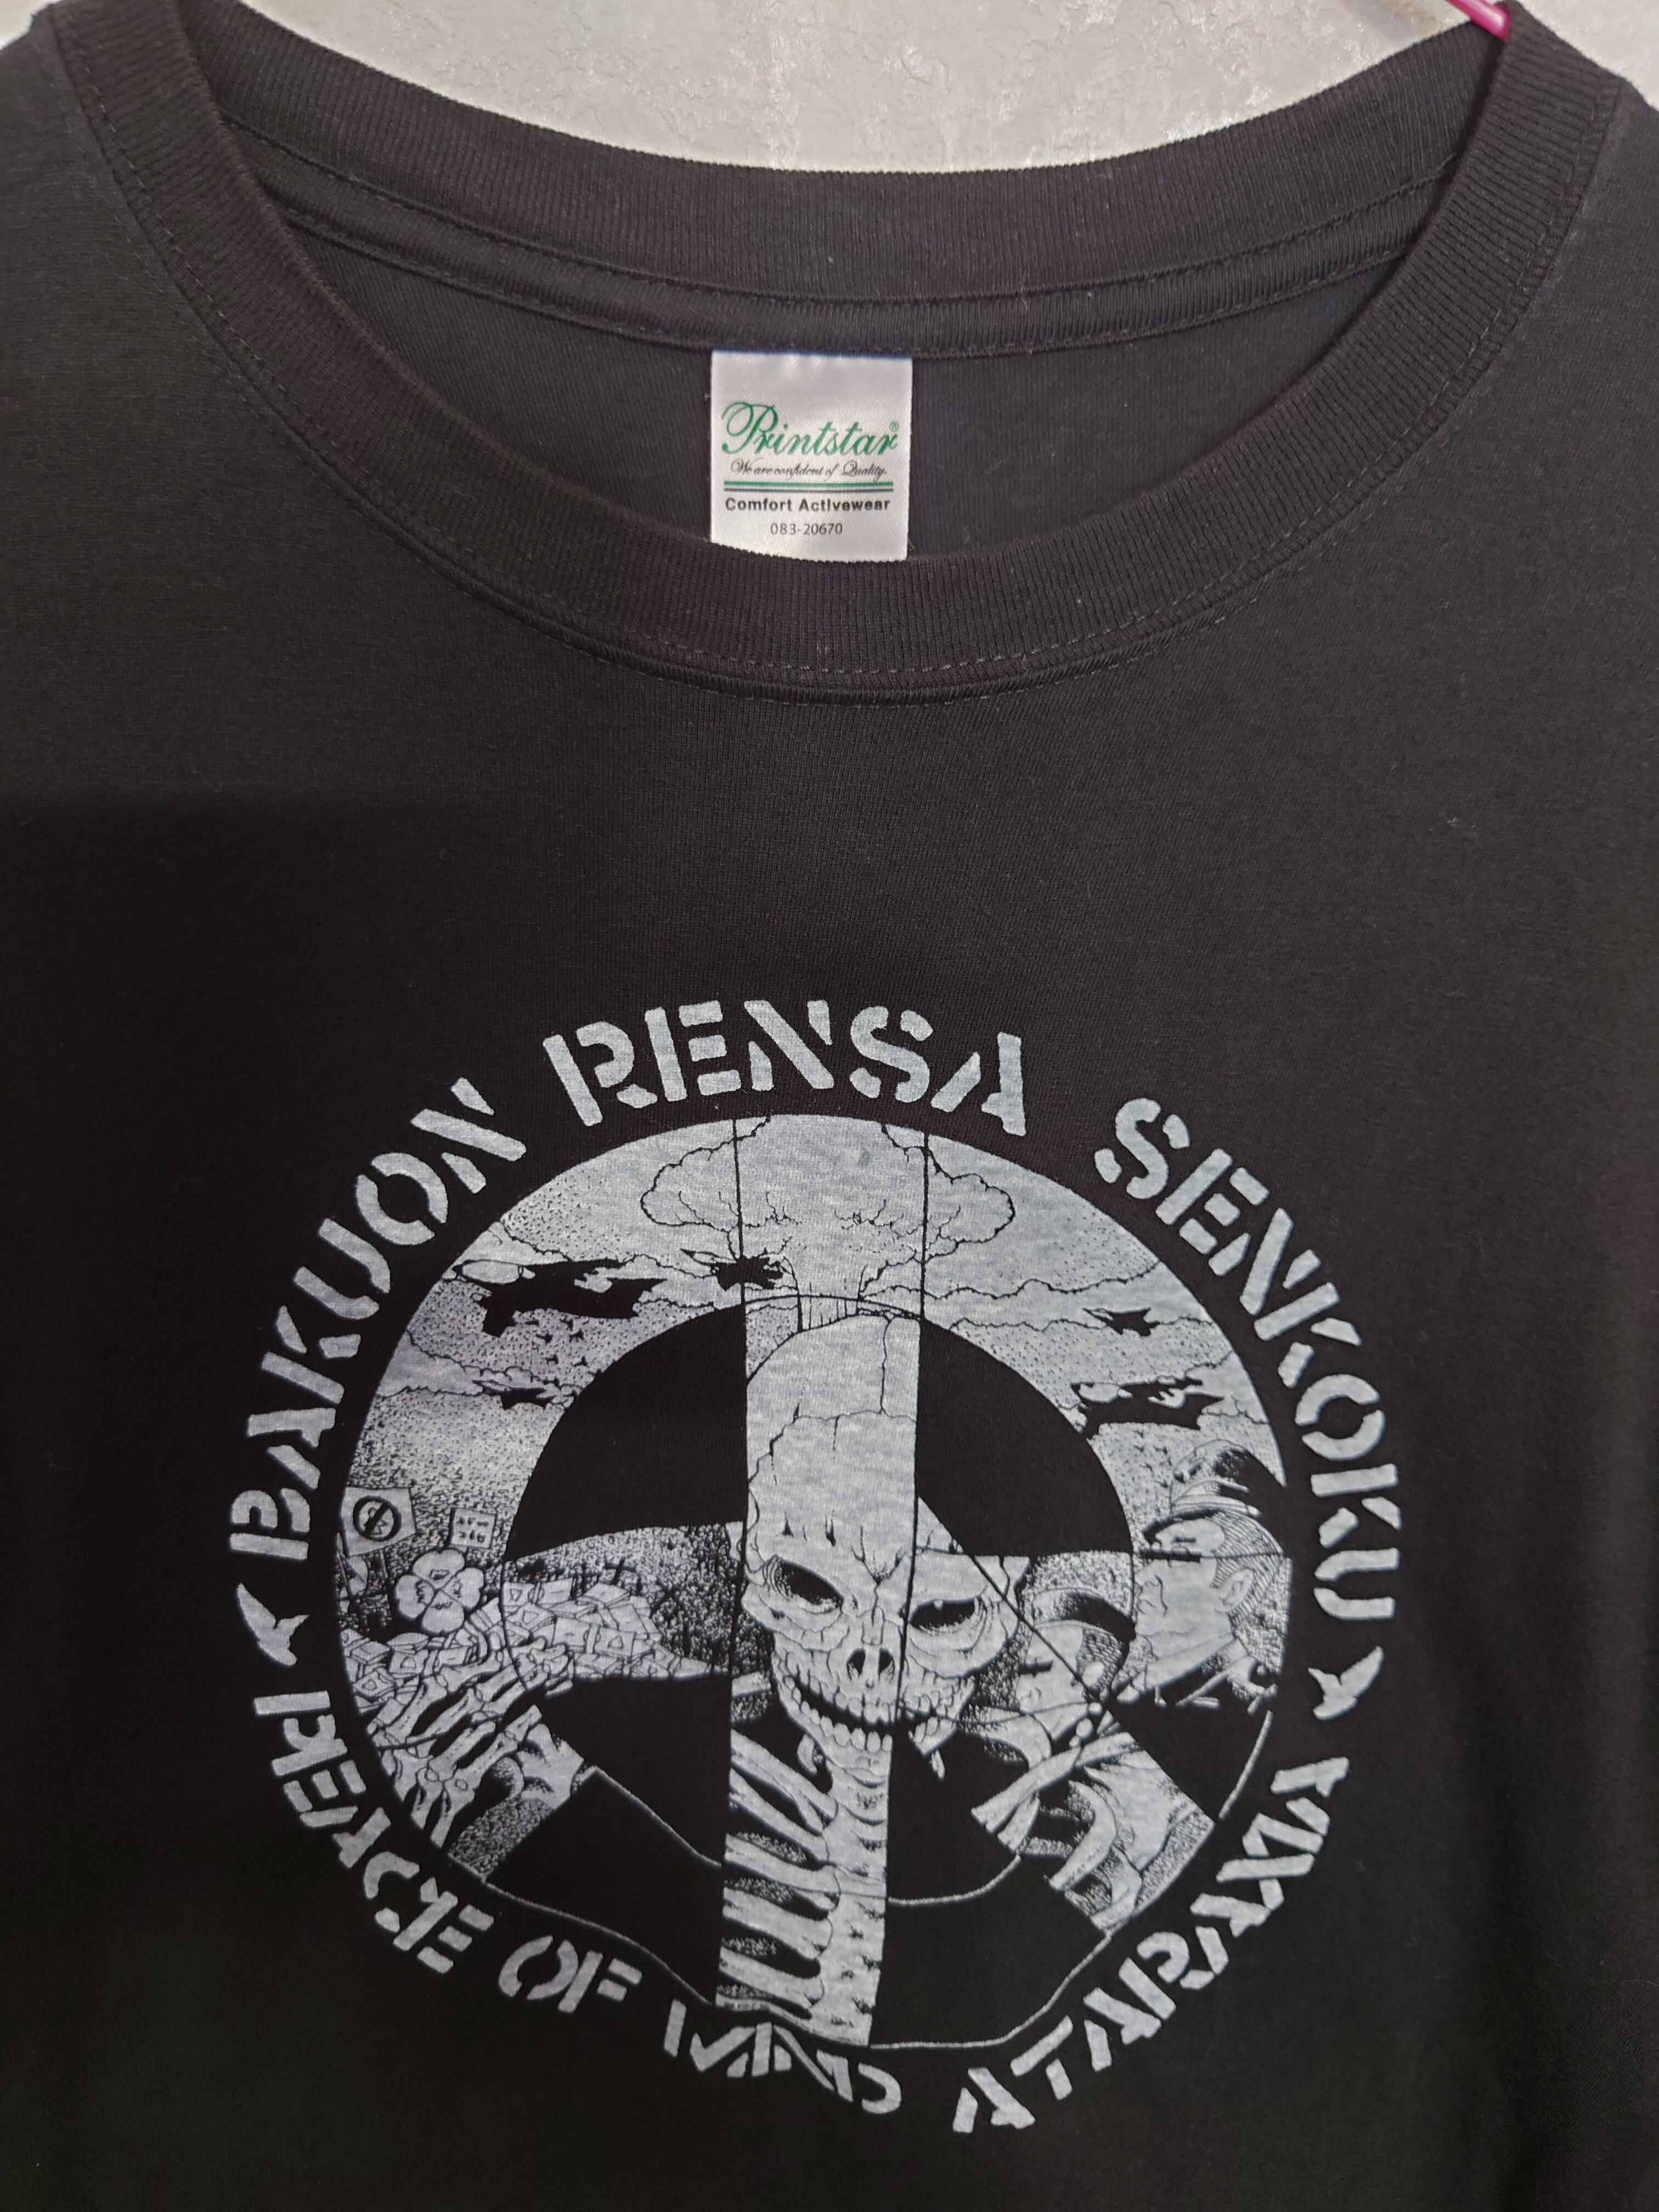 Printstar®
We are confident of Quality.
Comfort Activewear
083-20670
BAKUON RENSA SENKOKU
PEACE OF MIND ATARAXIA